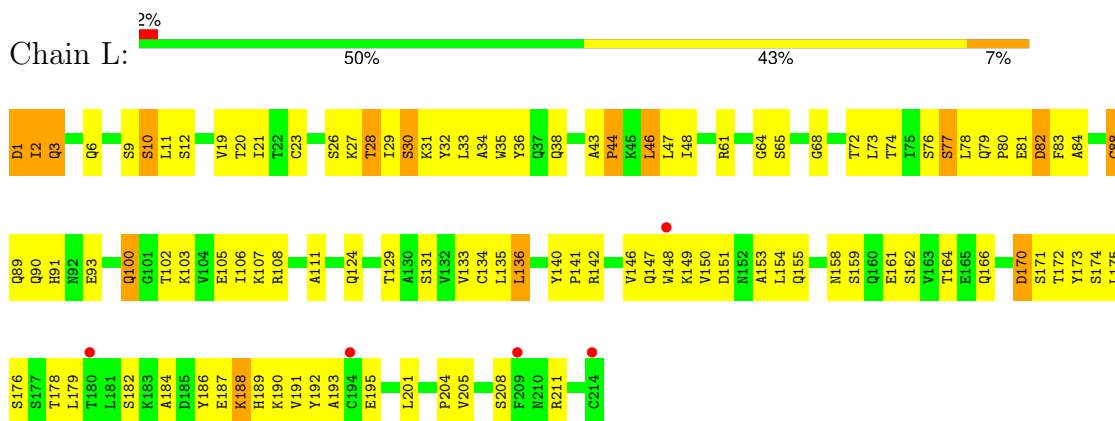 2%
Chain L:
50% 43% 7%
D1 I2 Q3 Q6 S9 S10 L11 S12 V19 T20 I21 T22 C23 S26 K27 T28 I29 S30 K31 Y32 L33 A34 W35 Y36 Q37 Q38 A43 P44 K45 L46 L47 I48 R61 G64 S65 G68 T72 L73 T74 I75 S76 S77 L78 Q79 P80 E81 D82 F83 A84 C88
Q89 Q90 H91 N92 E93 Q100 G101 T102 K103 V104 E105 I106 K107 R108 A111 Q124 T129 A130 S131 V132 V133 C134 L136 Y140 P141 R142 V146 Q147 W148 K149 V150 D151 N152 A153 L154 Q155 N158 S159 Q160 E161 S162 V163 T164 E165 Q166 D170 S171 T172 Y173 S174 L175
S176 S177 T178 L179 T180 L181 S182 K183 A184 D185 Y186 E187 K188 H189 K190 V191 Y192 A193 C194 E195 L201 P204 V205 S208 F209 N210 R211 C214